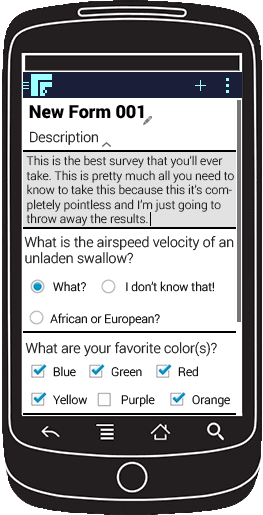 New Form 001
Description
This is the best survey that you'll ever
take. This is pretty much all you need to
know to take this because this it's com-
pletely pointless and I'm just going to
throw away the results.
What is the airspeed velocity of an
unladen swallow?
What? I don't know that!
African or European?
What are your favorite color(s)?
Blue Green Red
Yellow Purple Orange